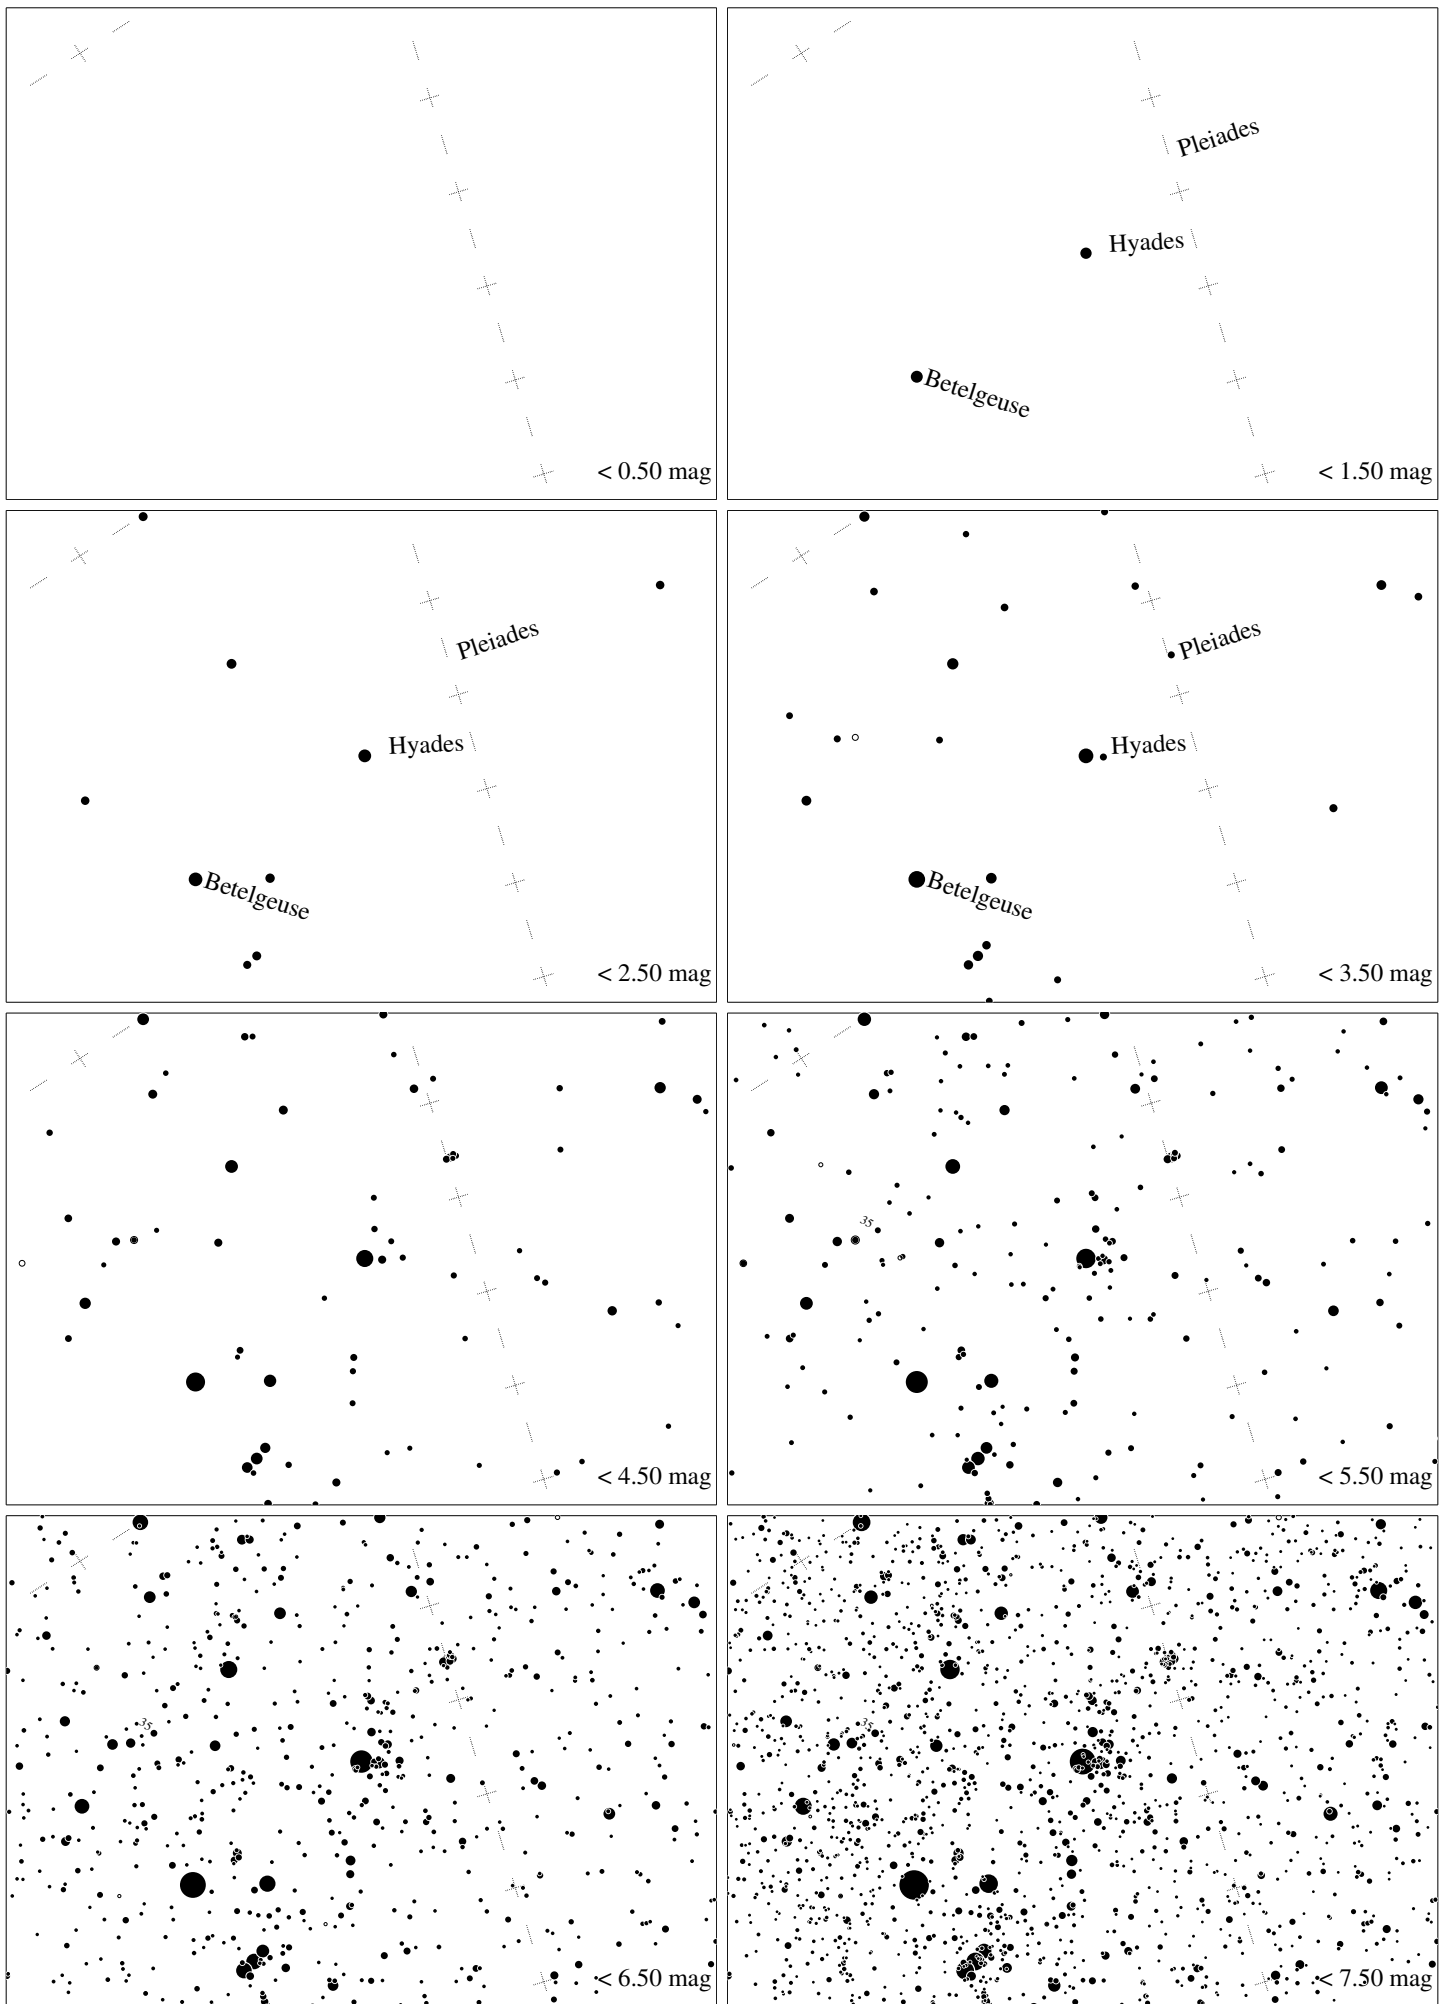 < 0.50 mag
Pleiades
Hyades
Betelgeuse
< 1.50 mag
Pleiades
Hyades
Betelgeuse
< 2.50 mag
Pleiades
Hyades
Betelgeuse
< 3.50 mag
< 4.50 mag
35
< 5.50 mag
35
< 6.50 mag
35
< 7.50 mag